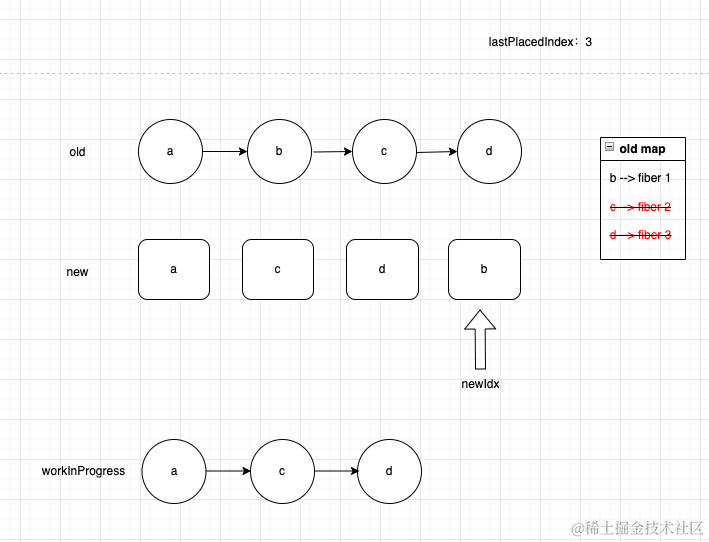 lastPlacedIndex：3
old
a
b
c
d
old map
b --> fiber 1
c --> fiber 2
d --> fiber 3
new
a
c
d
b
newIdx
workInProgress
a
c
d
@稀土掘金技术社区